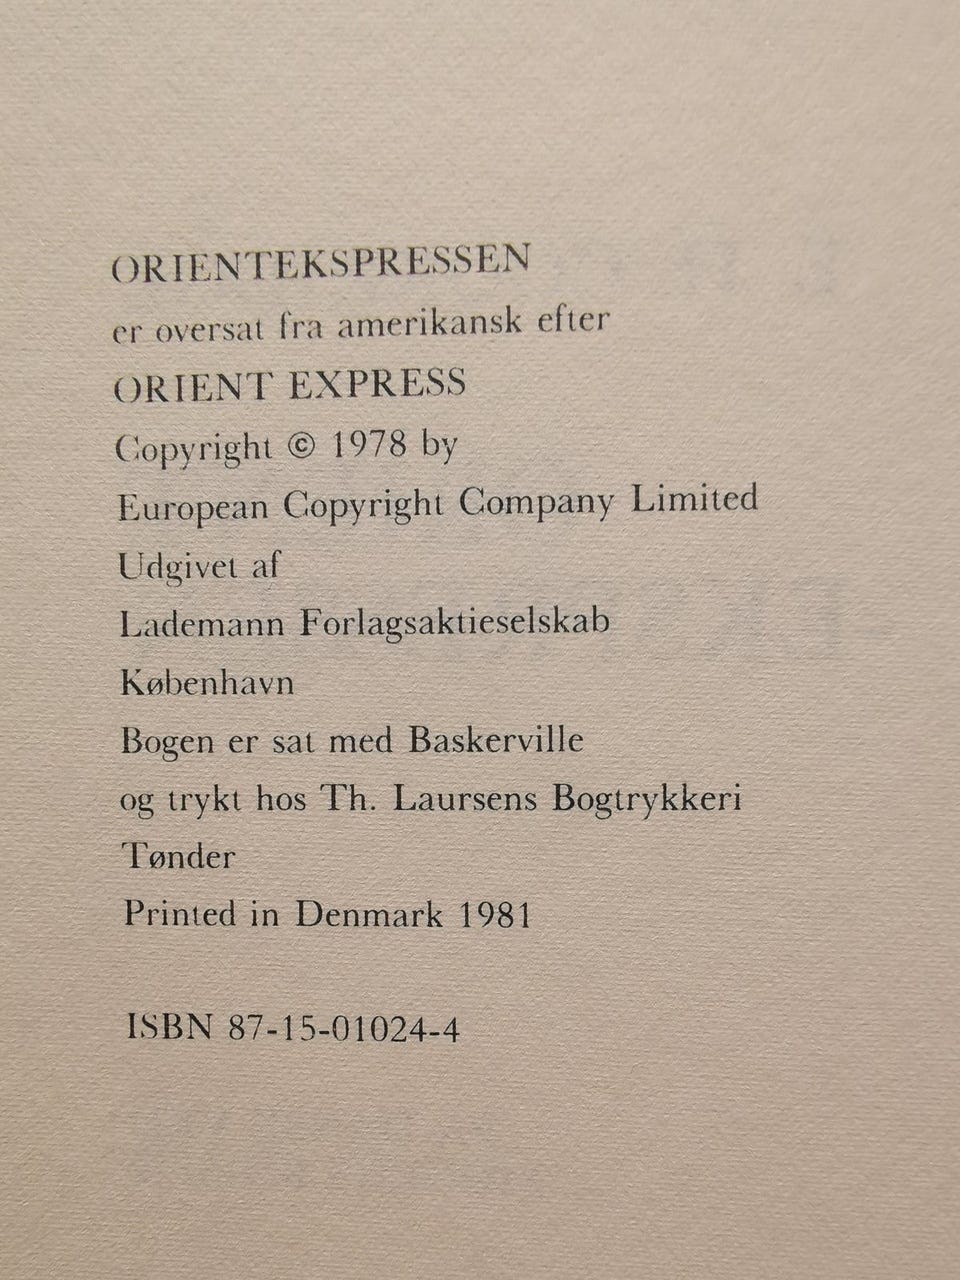 ORIENTEKSPRESSEN
er oversat fra amerikansk efter
ORIENT EXPRESS
Copyright © 1978 by
European Copyright Company Limited
Udgivet af
Lademann Forlagsaktieselskab
København
Bogen er sat med Baskerville
og trykt hos Th. Laursens Bogtrykkeri
Tønder
Printed in Denmark 1981
ISBN 87-15-01024-4